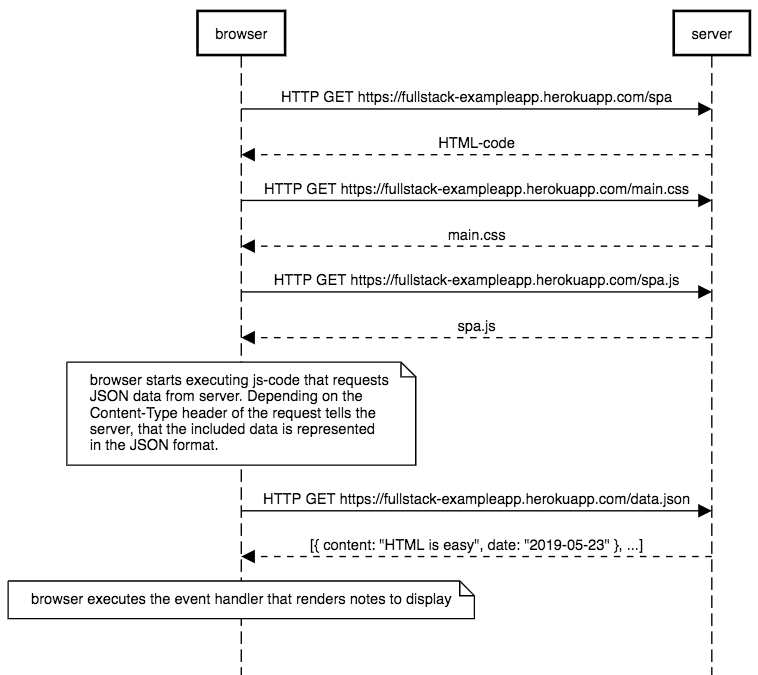 browser
server
HTTP GET https://fullstack-exampleapp.herokuapp.com/spa
HTML-code
HTTP GET https://fullstack-exampleapp.herokuapp.com/main.css
main.css
HTTP GET https://fullstack-exampleapp.herokuapp.com/spa.js
spa.js
browser starts executing js-code that requests
JSON data from server. Depending on the
Content-Type header of the request tells the
server, that the included data is represented
in the JSON format.
HTTP GET https://fullstack-exampleapp.herokuapp.com/data.json
[{ content: "HTML is easy", date: "2019-05-23" }, ...]
browser executes the event handler that renders notes to display